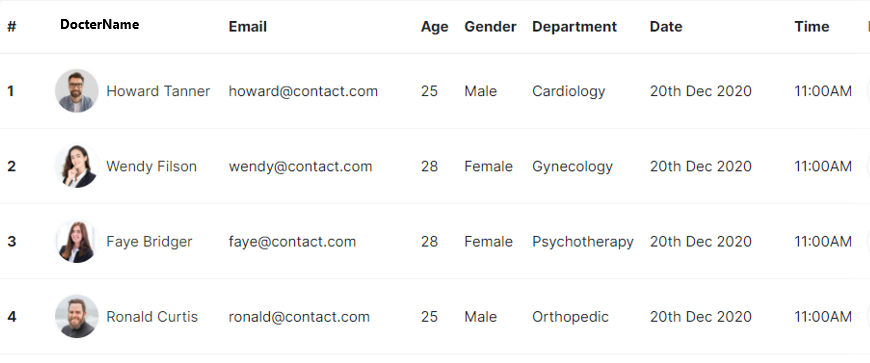 # DocterName Email Age Gender Department Date Time
1 Howard Tanner howard@contact.com 25 Male Cardiology 20th Dec 2020 11:00AM
2 Wendy Filson wendy@contact.com 28 Female Gynecology 20th Dec 2020 11:00AM
3 Faye Bridger faye@contact.com 28 Female Psychotherapy 20th Dec 2020 11:00AM
4 Ronald Curtis ronald@contact.com 25 Male Orthopedic 20th Dec 2020 11:00AM